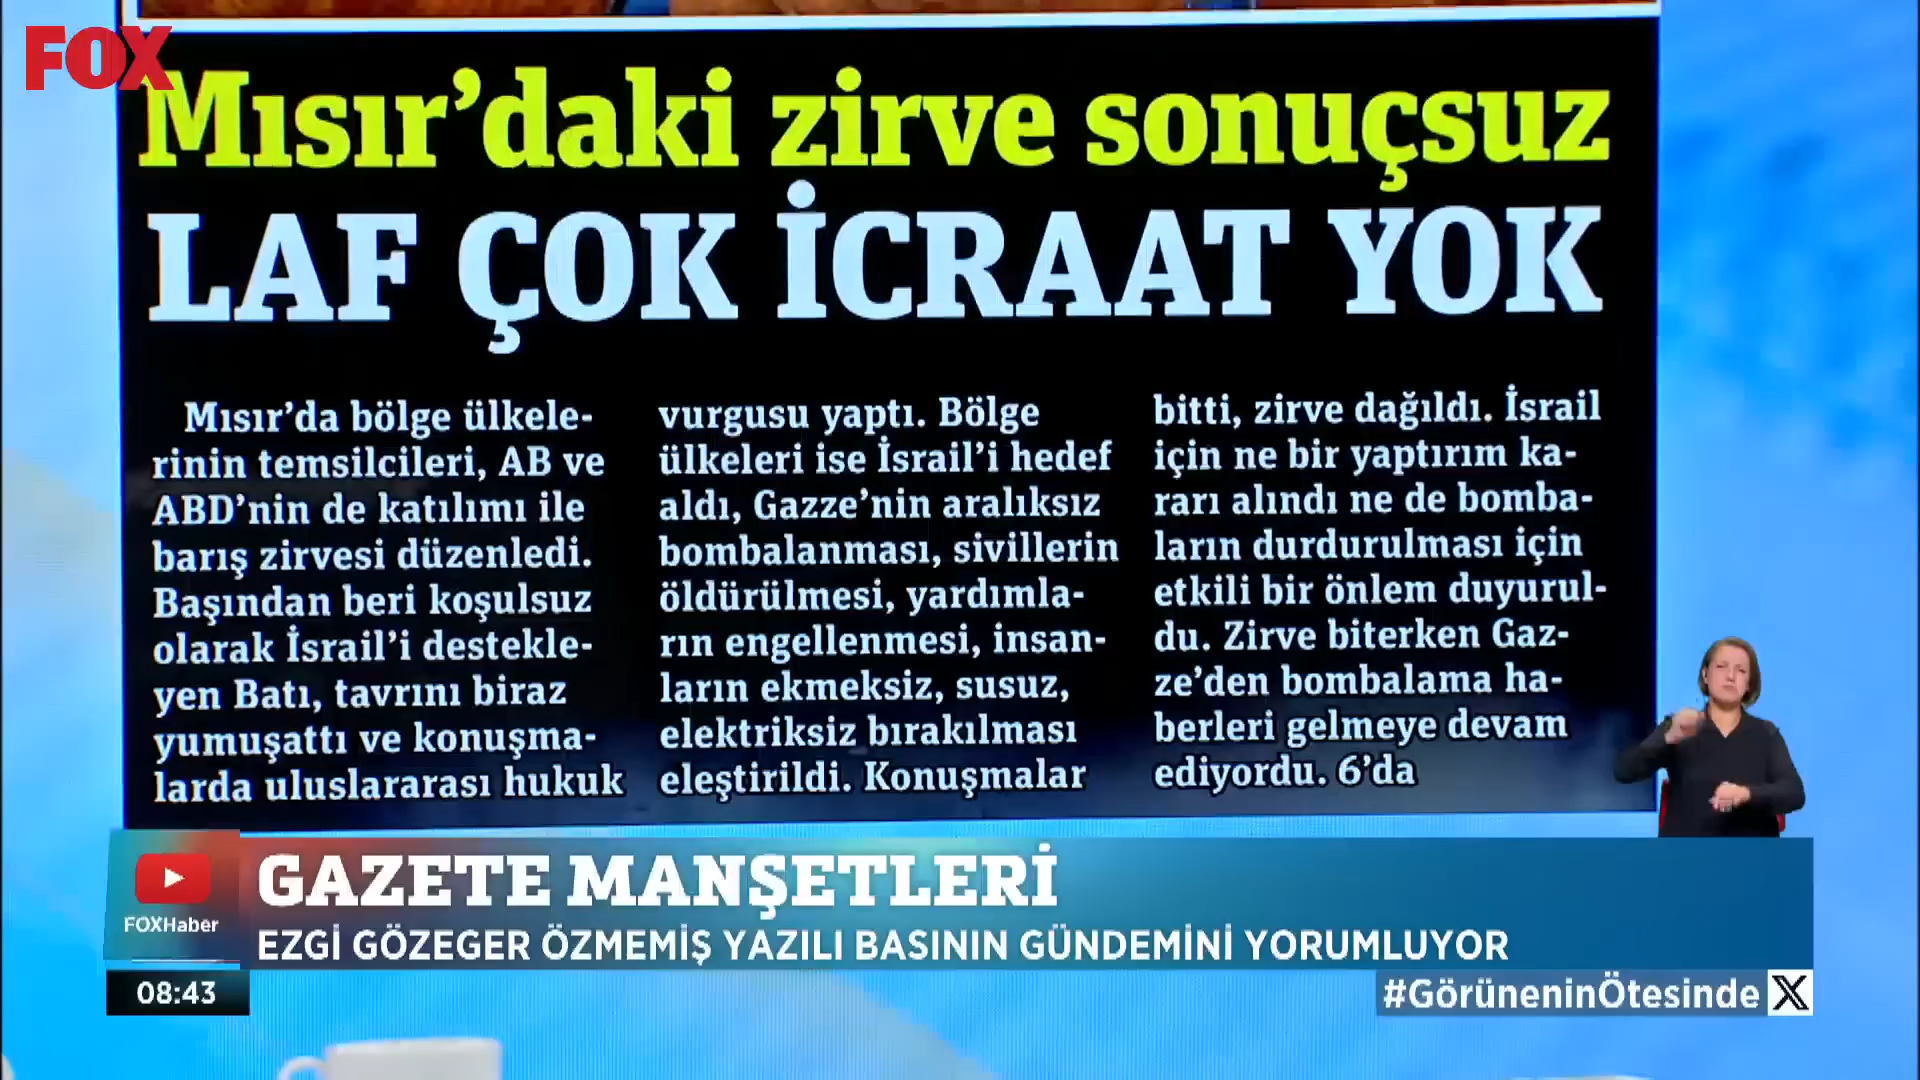 FOX
Mısır’daki zirve sonuçsuz
LAF ÇOK İCRAAT YOK
Mısır’da bölge ülkele-
rinin temsilcileri, AB ve
ABD’nin de katılımı ile
barış zirvesi düzenledi.
Başından beri koşulsuz
olarak İsrail’i destekle-
yen Batı, tavrını biraz
yumuşattı ve konuşma-
larda uluslararası hukuk
vurgusu yaptı. Bölge
ülkeleri ise İsrail’i hedef
aldı, Gazze’nin aralıksız
bombalanması, sivillerin
öldürülmesi, yardımla-
rın engellenmesi, insan-
ların ekmeksiz, susuz,
elektriksiz bırakılması
eleştirildi. Konuşmalar
bitti, zirve dağıldı. İsrail
için ne bir yaptırım ka-
rarı alındı ne de bomba-
ların durdurulması için
etkili bir önlem duyurul-
du. Zirve biterken Gaz-
ze’den bombalama ha-
berleri gelmeye devam
ediyordu. 6’da
GAZETE MANŞETLERİ
FOXHaber
EZGİ GÖZEGER ÖZMEMİŞ YAZILI BASININ GÜNDEMİNİ YORUMLUYOR
08:43
#GörüneninÖtesinde X